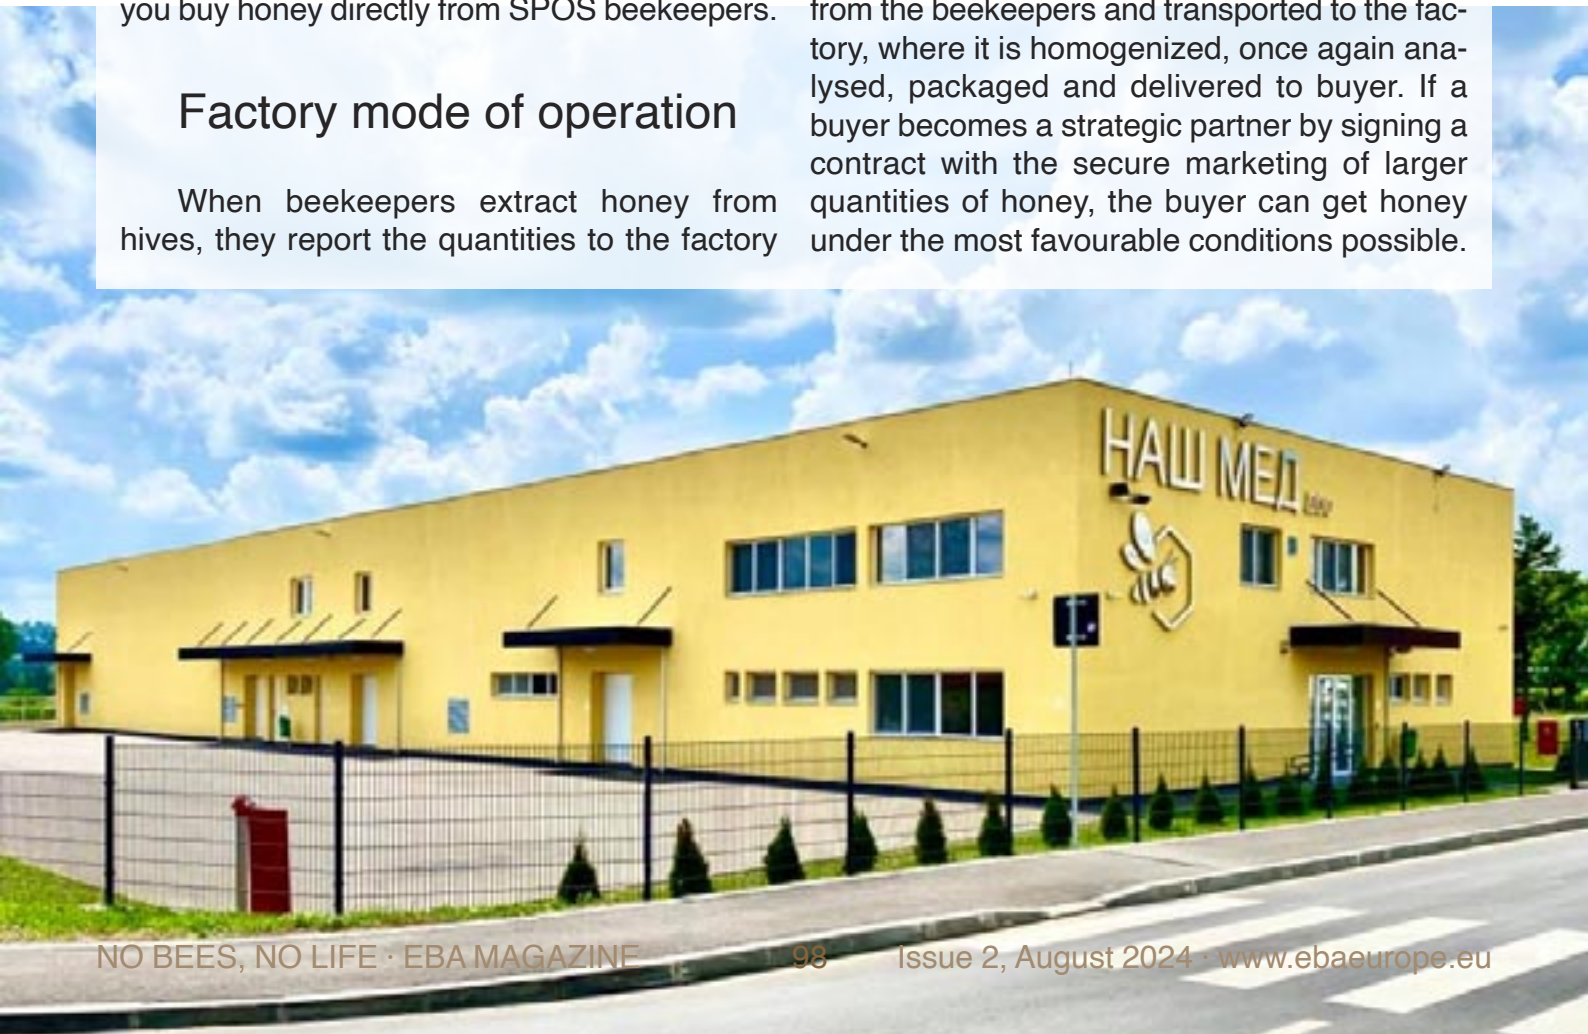 you buy honey directly from SPOS beekeepers.
Factory mode of operation
When beekeepers extract honey from
hives, they report the quantities to the factory
from the beekeepers and transported to the fac-
tory, where it is homogenized, once again ana-
lysed, packaged and delivered to buyer. If a
buyer becomes a strategic partner by signing a
contract with the secure marketing of larger
quantities of honey, the buyer can get honey
under the most favourable conditions possible.
НАШ МЕД
NO BEES, NO LIFE · EBA MAGAZINE
98
Issue 2, August 2024 · www.ebaeurope.eu